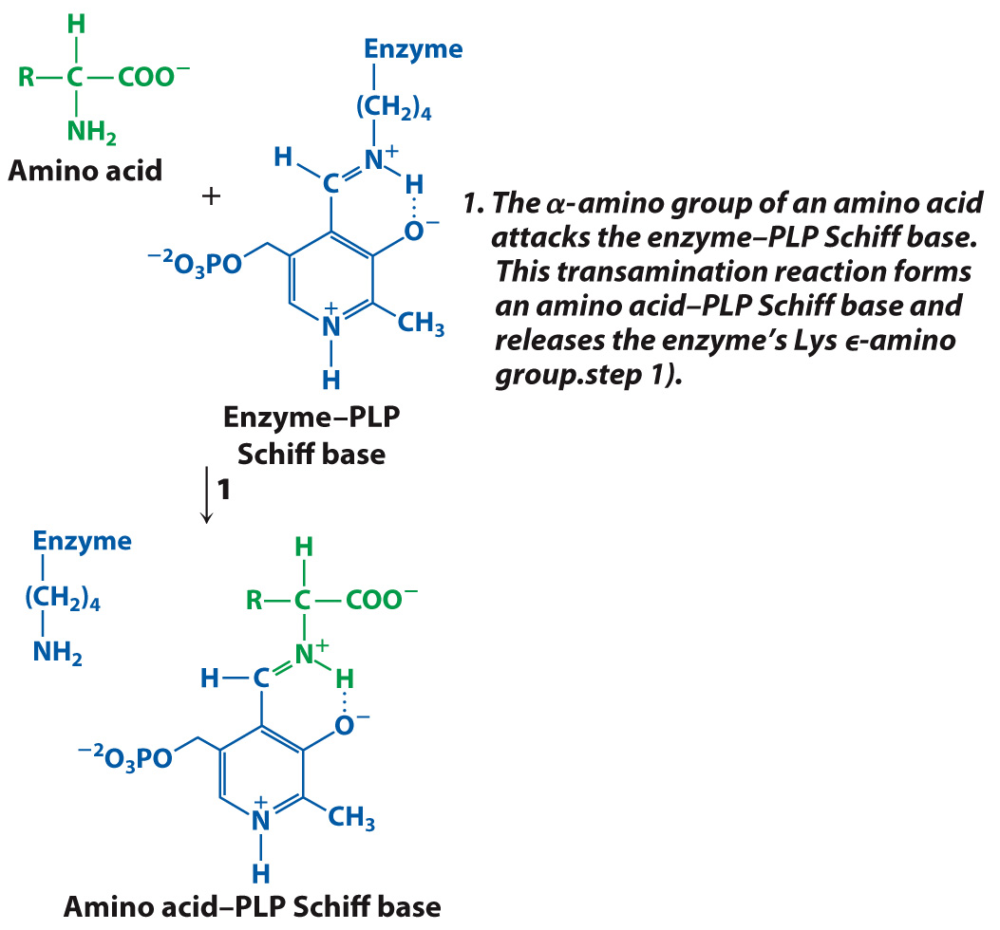 H
R—C—COO⁻
NH₂
Amino acid
+
Enzyme
(CH₂)₄
N⁺
H
C
H
O⁻
⁻²O₃PO
N
+
CH₃
H
Enzyme–PLP
Schiff base
1. The α-amino group of an amino acid
attacks the enzyme–PLP Schiff base.
This transamination reaction forms
an amino acid–PLP Schiff base and
releases the enzyme's Lys ϵ-amino
group.step 1).
1
Enzyme
(CH₂)₄
NH₂
H
R—C—COO⁻
N⁺
H—C
H
O⁻
⁻²O₃PO
+
N
CH₃
H
Amino acid–PLP Schiff base